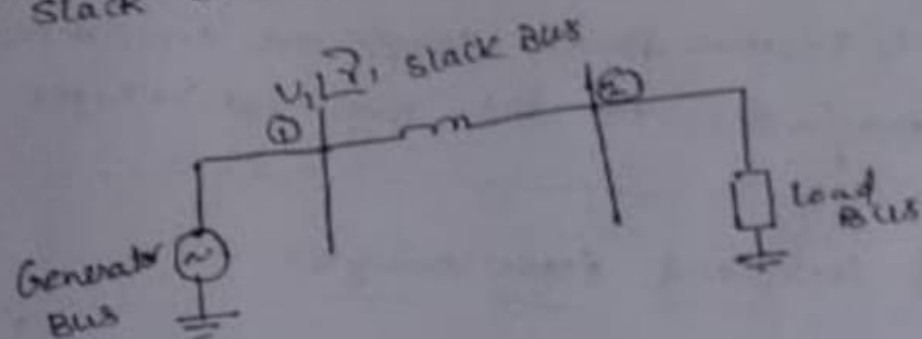 Slack
V₁ slack Bus
① ②
Generator
Bus
~
Load
Bus